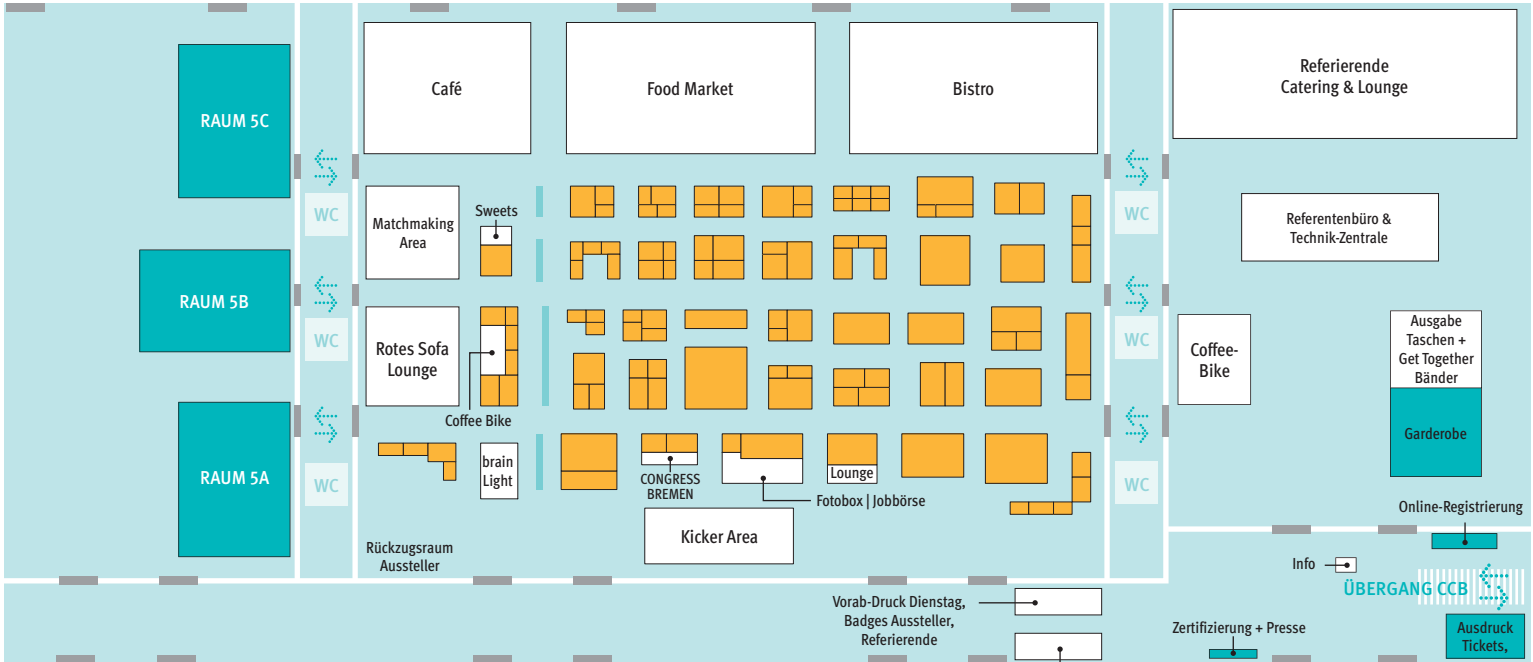 Café
Food Market
Bistro
Referierende
Catering & Lounge
RAUM 5C
WC
WC
Matchmaking
Area
Sweets
Referentenbüro &
Technik-Zentrale
RAUM 5B
WC
WC
Rotes Sofa
Lounge
Coffee Bike
Coffee-
Bike
Ausgabe
Taschen +
Get Together
Bänder
Garderobe
RAUM 5A
WC
WC
brain
Light
CONGRESS
BREMEN
Lounge
Fotobox | Jobbörse
Kicker Area
Rückzugsraum
Aussteller
Online-Registrierung
Info
ÜBERGANG CCB
Vorab-Druck Dienstag,
Badges Aussteller,
Referierende
Zertifizierung + Presse
Ausdruck
Tickets,